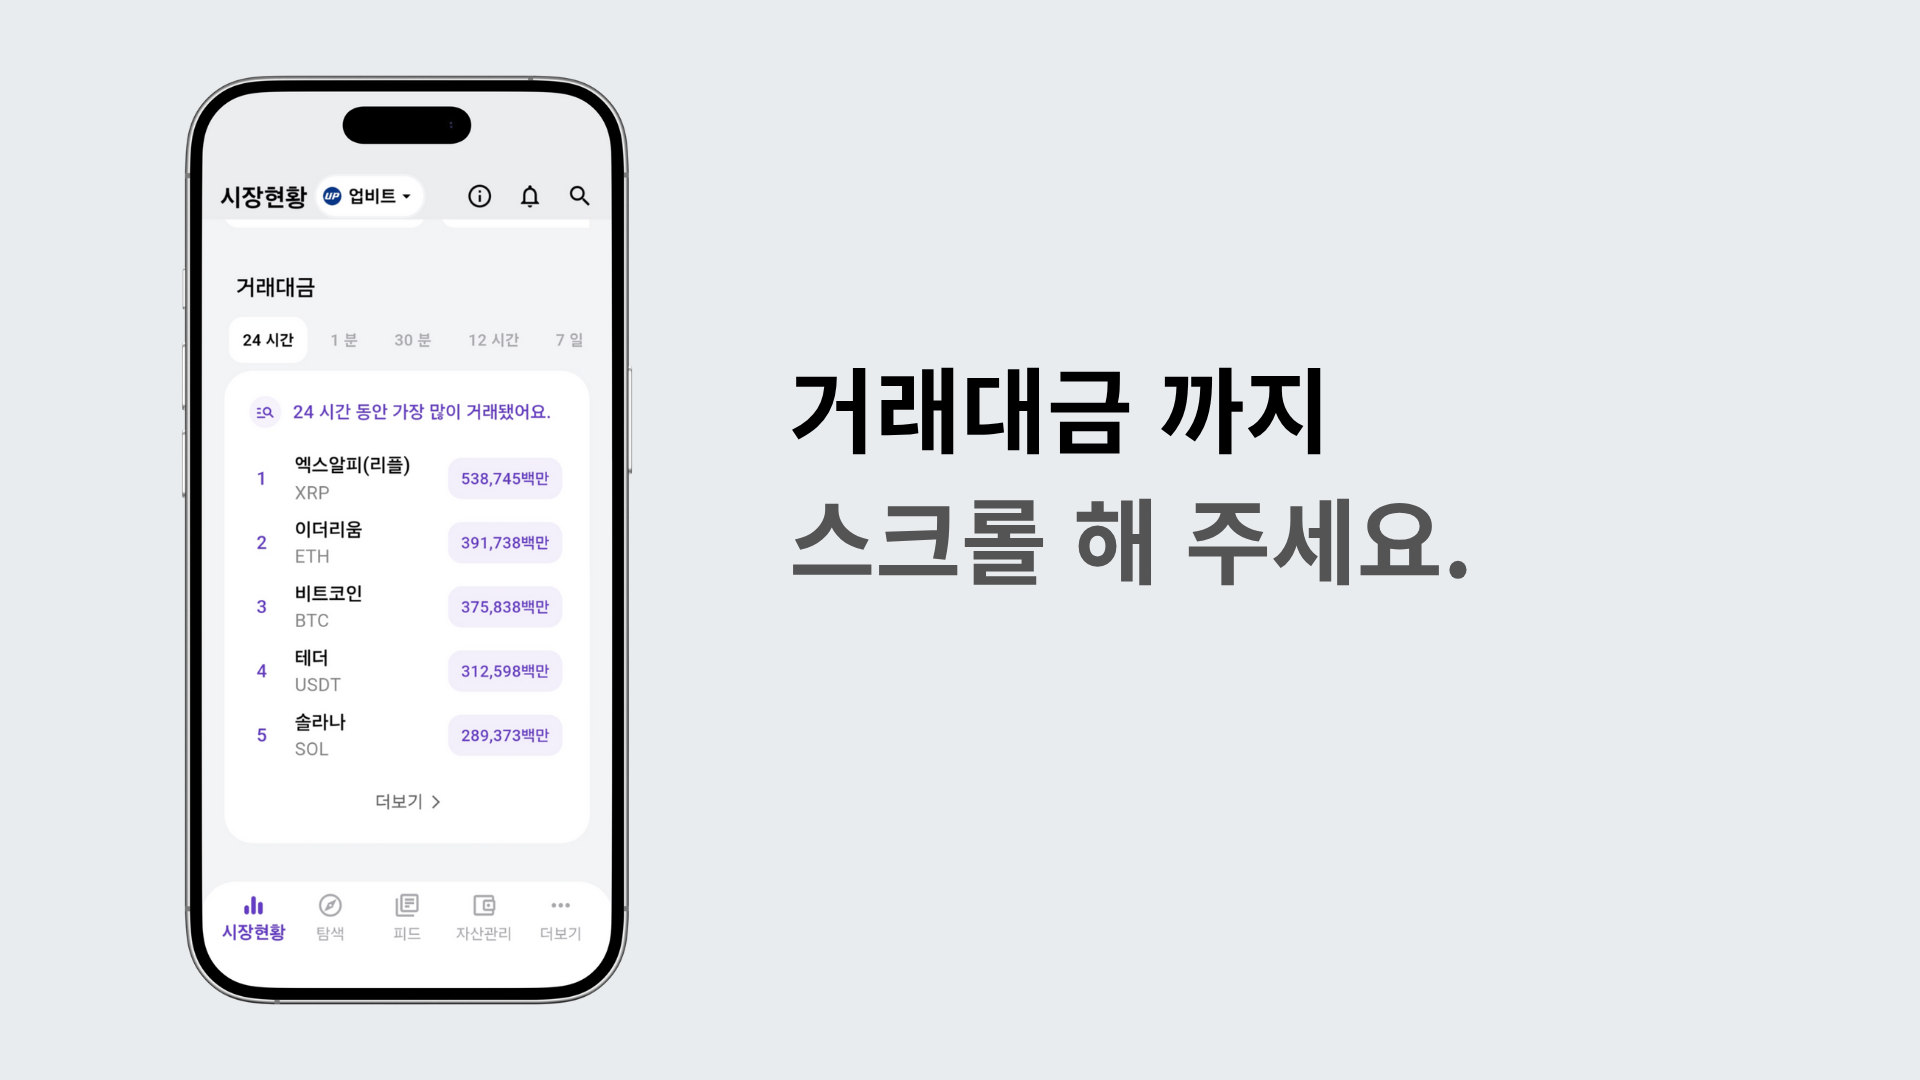 시장현황 UP 업비트
거래대금
24 시간 1 분 30 분 12 시간 7 일
24 시간 동안 가장 많이 거래됐어요.
1 엑스알피(리플) 538,745백만
XRP
2 이더리움 391,738백만
ETH
3 비트코인 375,838백만
BTC
4 테더 312,598백만
USDT
5 솔라나 289,373백만
SOL
더보기
시장현황 탐색 피드 자산관리 더보기
거래대금 까지
스크롤 해 주세요.